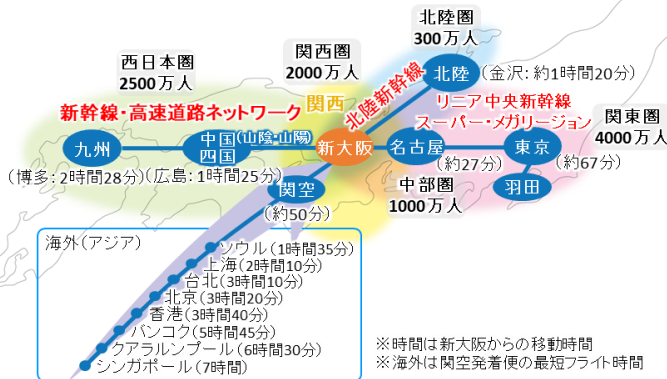 北陸圏
300万人
関西圏
2000万人
西日本圏
2500万人
北陸
(金沢:約1時間20分)
北陸新幹線
関西
リニア中央新幹線
スーパー・メガリージョン
関東圏
4000万人
新幹線・高速道路ネットワーク
九州
中国
四国
(山陰・山陽)
新大阪
名古屋
東京
(約27分)
(約67分)
(博多:2時間28分)
(広島:1時間25分)
関空
(約50分)
中部圏
1000万人
羽田
海外(アジア)
ソウル(1時間35分)
上海(2時間10分)
台北(3時間10分)
北京(3時間20分)
香港(3時間40分)
バンコク(5時間45分)
クアラルンプール(6時間30分)
シンガポール(7時間)
※時間は新大阪からの移動時間
※海外は関空発着便の最短フライト時間